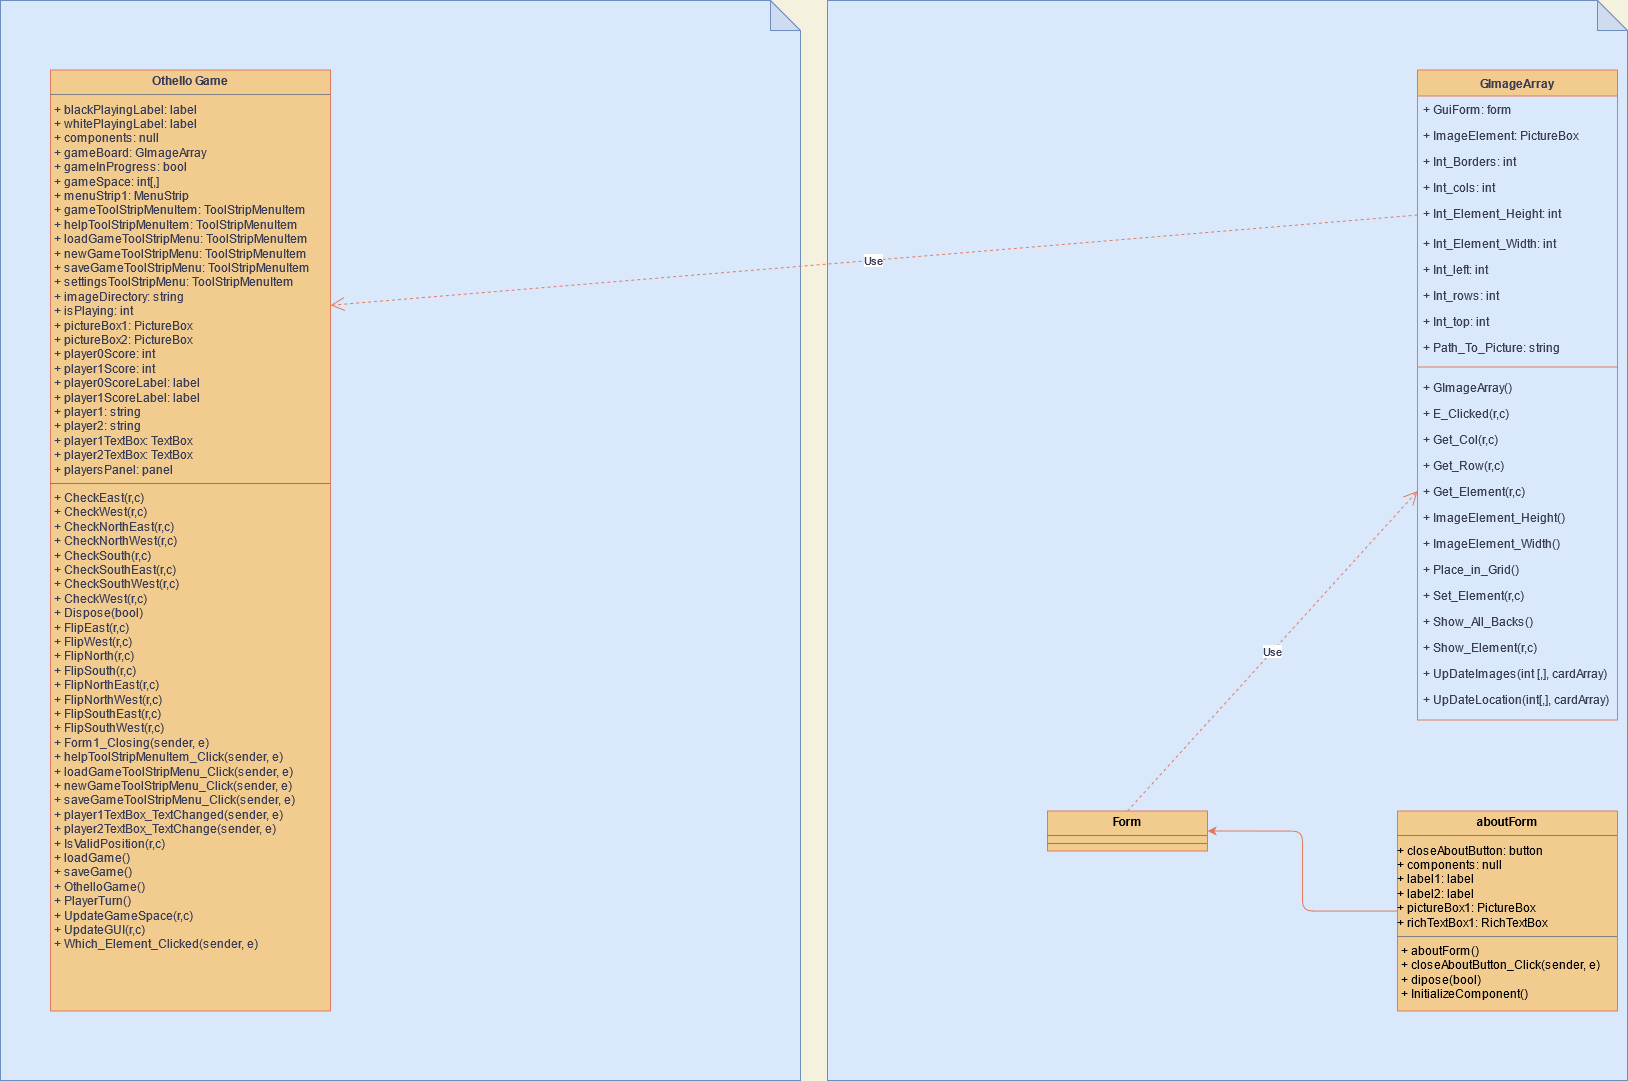 Othello Game
+ blackPlayingLabel: label
+ whitePlayingLabel: label
+ components: null
+ gameBoard: GImageArray
+ gameInProgress: bool
+ gameSpace: int[,]
+ menuStrip1: MenuStrip
+ gameToolStripMenuItem: ToolStripMenuItem
+ helpToolStripMenuItem: ToolStripMenuItem
+ loadGameToolStripMenu: ToolStripMenuItem
+ newGameToolStripMenu: ToolStripMenuItem
+ saveGameToolStripMenu: ToolStripMenuItem
+ settingsToolStripMenu: ToolStripMenuItem
+ imageDirectory: string
+ isPlaying: int
+ pictureBox1: PictureBox
+ pictureBox2: PictureBox
+ player0Score: int
+ player1Score: int
+ player0ScoreLabel: label
+ player1ScoreLabel: label
+ player1: string
+ player2: string
+ player1TextBox: TextBox
+ player2TextBox: TextBox
+ playersPanel: panel
+ CheckEast(r,c)
+ CheckWest(r,c)
+ CheckNorthEast(r,c)
+ CheckNorthWest(r,c)
+ CheckSouth(r,c)
+ CheckSouthEast(r,c)
+ CheckSouthWest(r,c)
+ CheckWest(r,c)
+ Dispose(bool)
+ FlipEast(r,c)
+ FlipWest(r,c)
+ FlipNorth(r,c)
+ FlipSouth(r,c)
+ FlipNorthEast(r,c)
+ FlipNorthWest(r,c)
+ FlipSouthEast(r,c)
+ FlipSouthWest(r,c)
+ Form1_Closing(sender, e)
+ helpToolStripMenuItem_Click(sender, e)
+ loadGameToolStripMenu_Click(sender, e)
+ newGameToolStripMenu_Click(sender, e)
+ saveGameToolStripMenu_Click(sender, e)
+ player1TextBox_TextChanged(sender, e)
+ player2TextBox_TextChange(sender, e)
+ IsValidPosition(r,c)
+ loadGame()
+ saveGame()
+ OthelloGame()
+ PlayerTurn()
+ UpdateGameSpace(r,c)
+ UpdateGUI(r,c)
+ Which_Element_Clicked(sender, e)
Use
GImageArray
+ GuiForm: form
+ ImageElement: PictureBox
+ Int_Borders: int
+ Int_cols: int
+ Int_Element_Height: int
+ Int_Element_Width: int
+ Int_left: int
+ Int_rows: int
+ Int_top: int
+ Path_To_Picture: string
+ GImageArray()
+ E_Clicked(r,c)
+ Get_Col(r,c)
+ Get_Row(r,c)
+ Get_Element(r,c)
+ ImageElement_Height()
+ ImageElement_Width()
+ Place_in_Grid()
+ Set_Element(r,c)
+ Show_All_Backs()
+ Show_Element(r,c)
+ UpDateImages(int [,], cardArray)
+ UpDateLocation(int[,], cardArray)
Use
Form
aboutForm
+ closeAboutButton: button
+ components: null
+ label1: label
+ label2: label
+ pictureBox1: PictureBox
+ richTextBox1: RichTextBox
+ aboutForm()
+ closeAboutButton_Click(sender, e)
+ dipose(bool)
+ InitializeComponent()